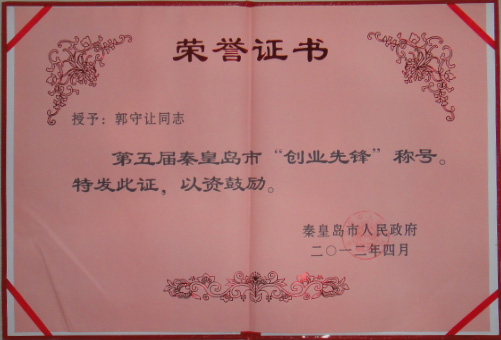 荣誉证书
授予：郭守让同志
第五届秦皇岛市“创业先锋”称号。
特发此证，以资鼓励。
秦皇岛市人民政府
二〇一二年四月